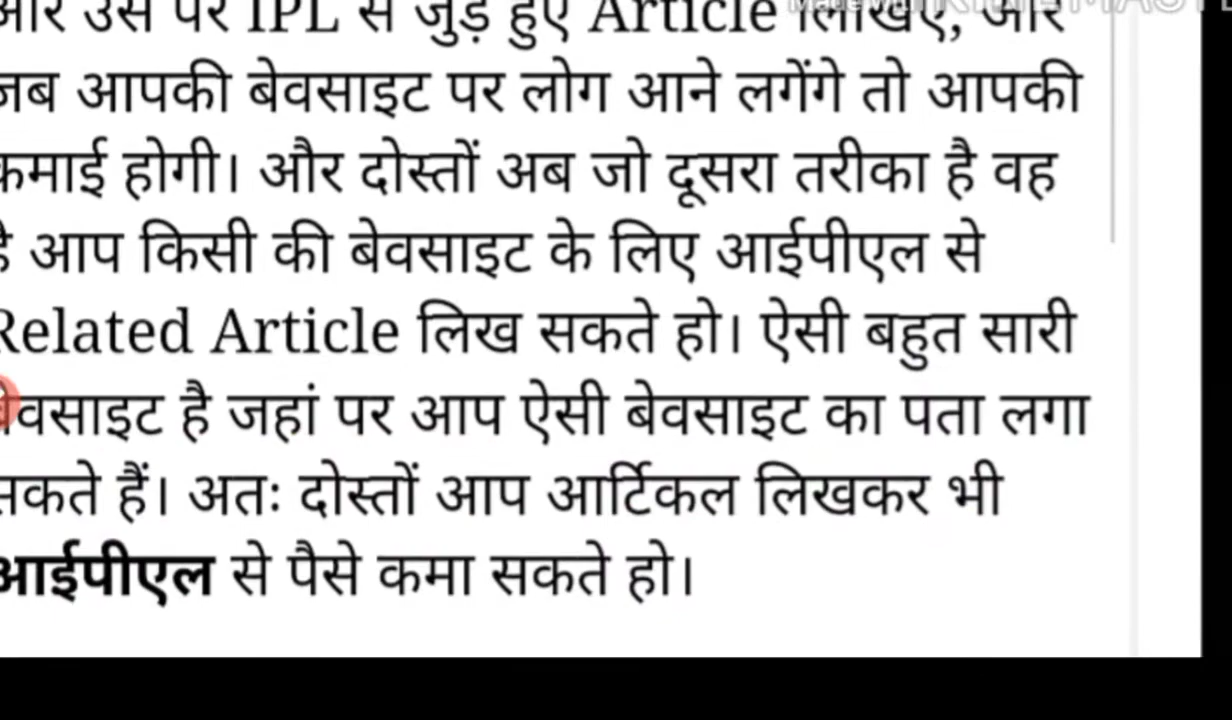 और उस पर IPL से जुड़े हुए Article लिखिए, और
जब आपकी बेवसाइट पर लोग आने लगेंगे तो आपकी
कमाई होगी। और दोस्तों अब जो दूसरा तरीका है वह
है आप किसी की बेवसाइट के लिए आईपीएल से
Related Article लिख सकते हो। ऐसी बहुत सारी
बेवसाइट है जहां पर आप ऐसी बेवसाइट का पता लगा
सकते हैं। अतः दोस्तों आप आर्टिकल लिखकर भी
आईपीएल से पैसे कमा सकते हो।